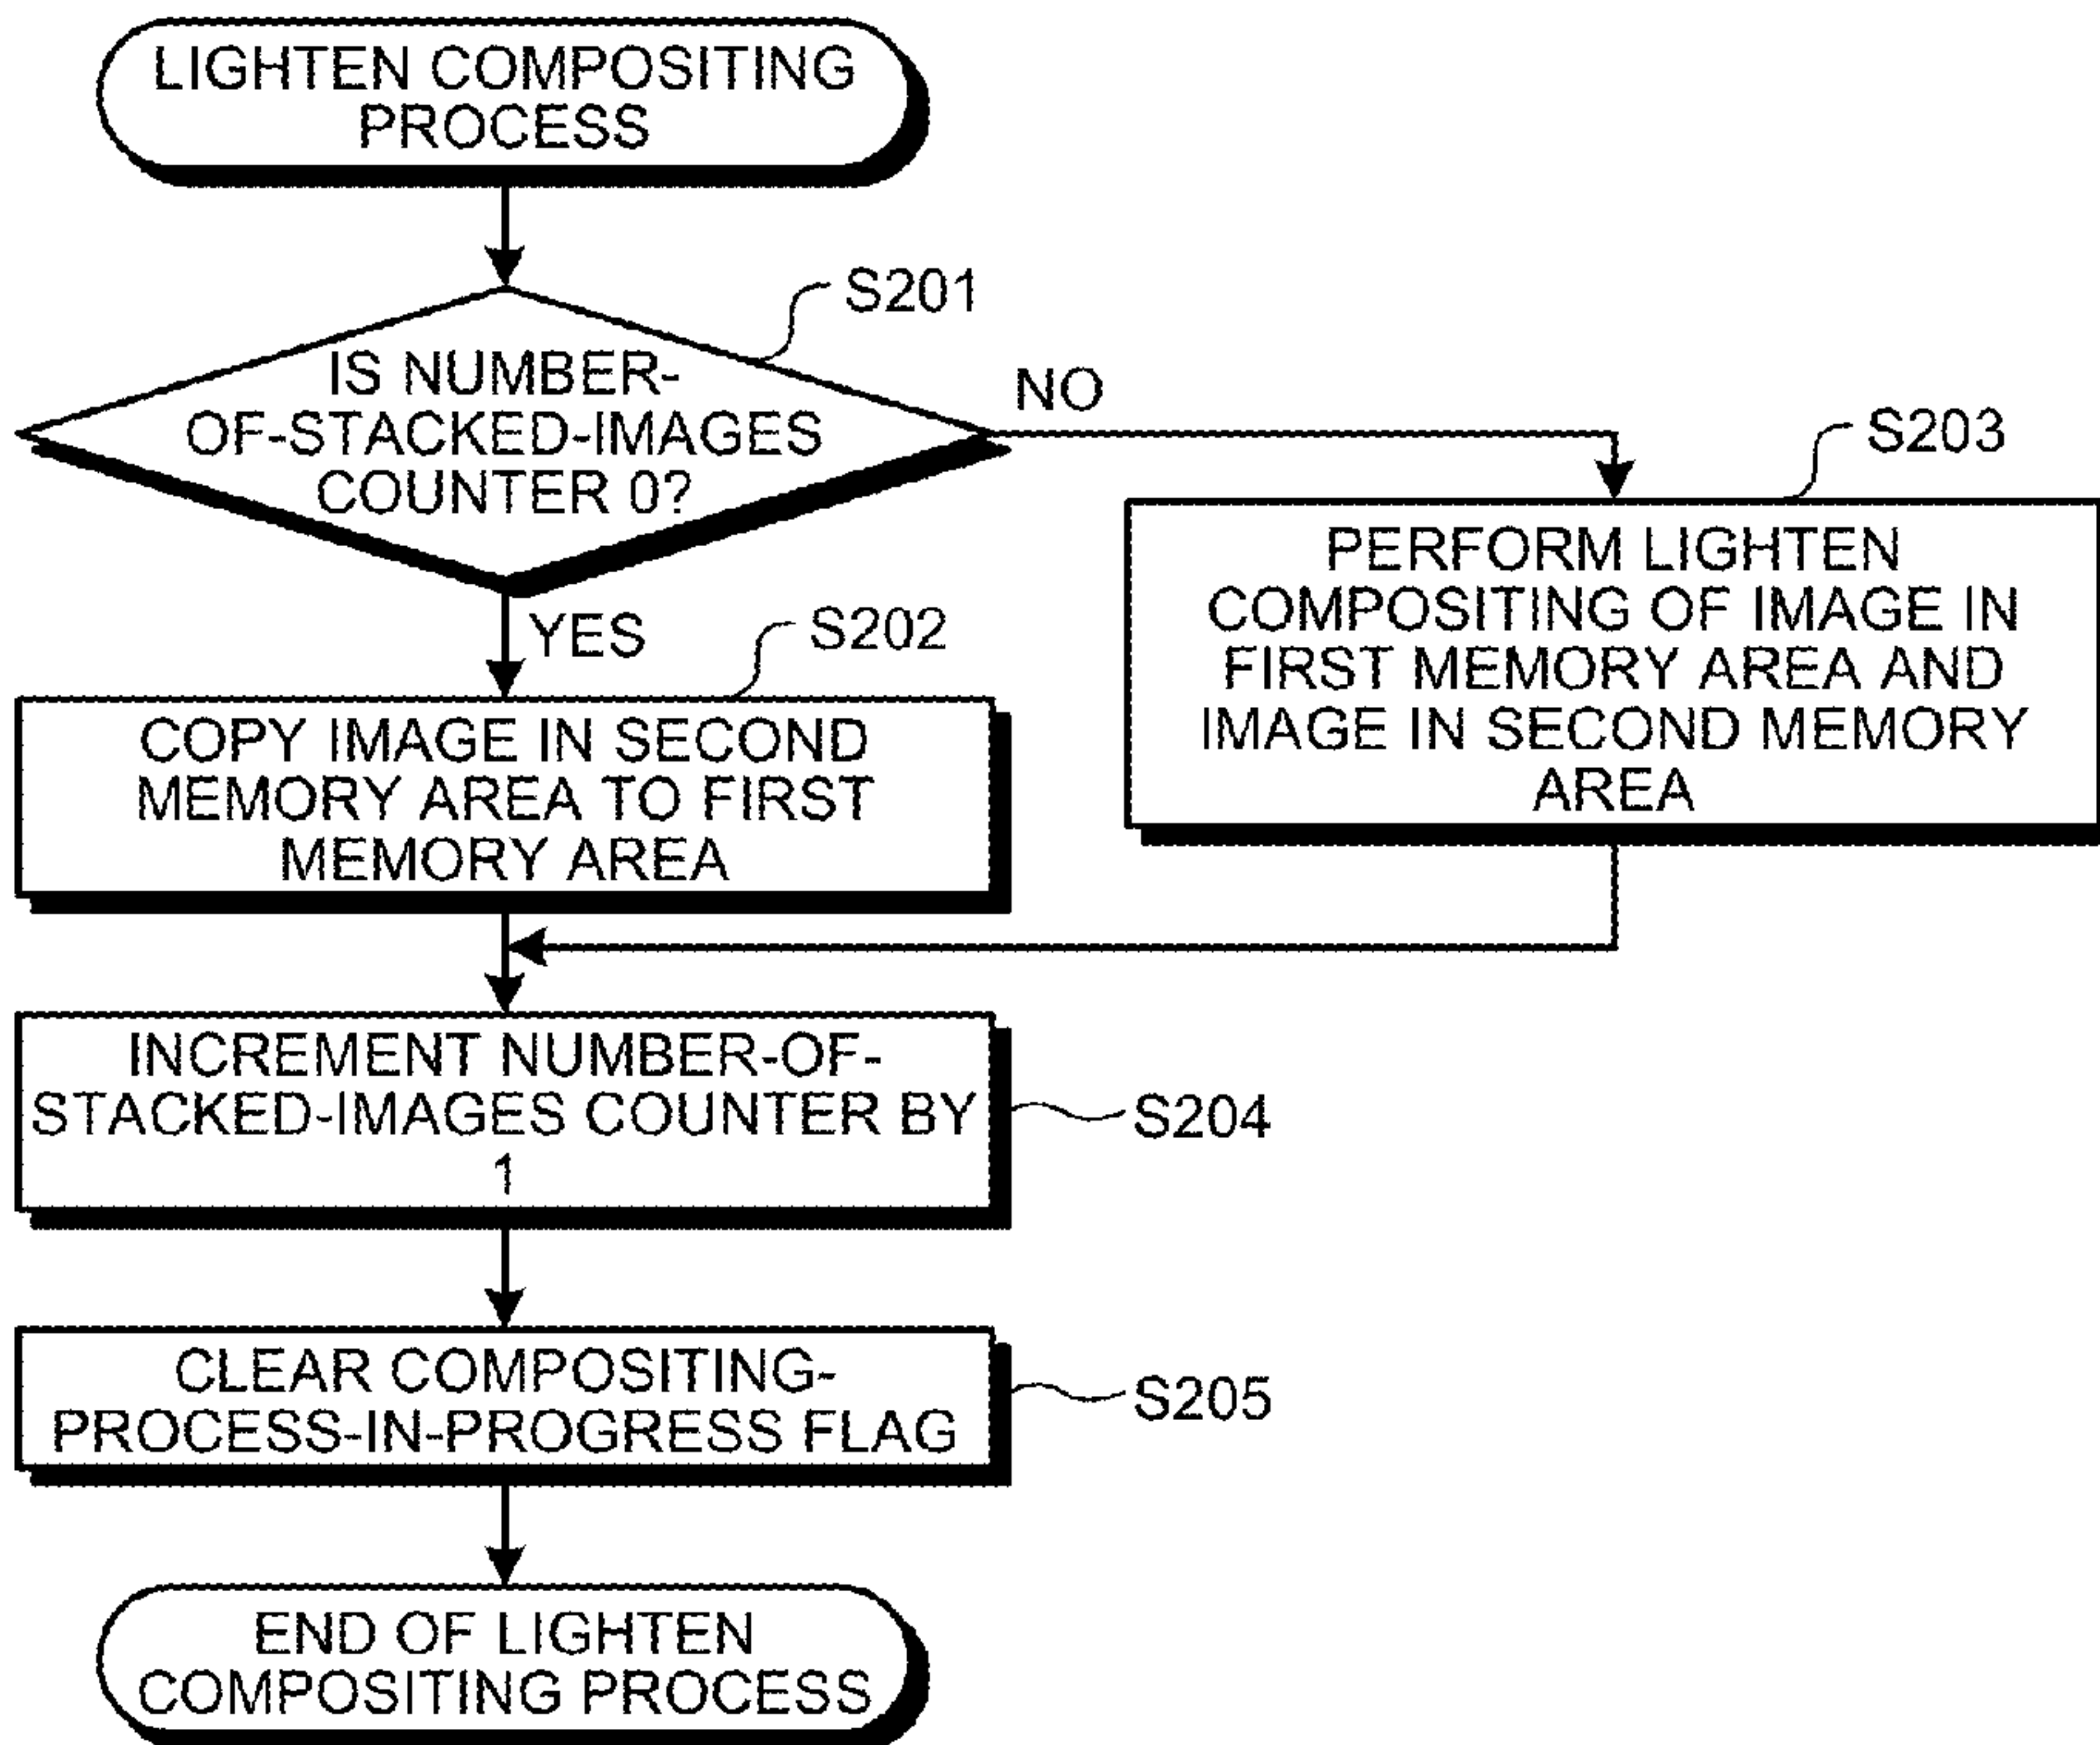 LIGHTEN COMPOSITING
PROCESS
S201
IS NUMBER-
OF-STACKED-IMAGES
COUNTER 0?
NO
YES
S202
COPY IMAGE IN SECOND
MEMORY AREA TO FIRST
MEMORY AREA
S203
PERFORM LIGHTEN
COMPOSITING OF IMAGE IN
FIRST MEMORY AREA AND
IMAGE IN SECOND MEMORY
AREA
INCREMENT NUMBER-OF-
STACKED-IMAGES COUNTER BY
1
S204
CLEAR COMPOSITING-
PROCESS-IN-PROGRESS FLAG
S205
END OF LIGHTEN
COMPOSITING PROCESS